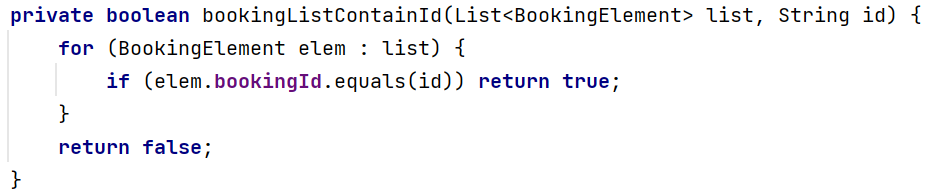 private boolean bookingListContainId(List<BookingElement> list, String id) {
    for (BookingElement elem : list) {
        if (elem.bookingId.equals(id)) return true;
    }
    return false;
}